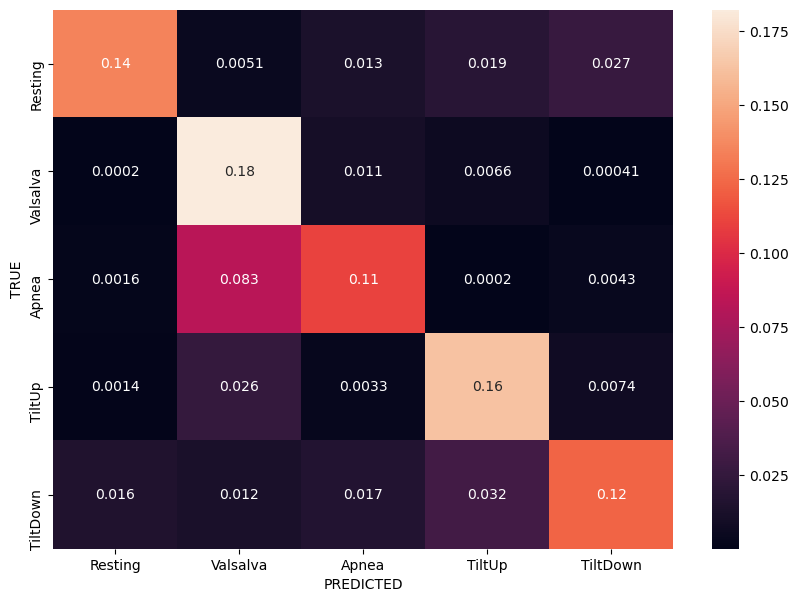 0.14 0.0051 0.013 0.019 0.027
0.0002 0.18 0.011 0.0066 0.00041
0.0016 0.083 0.11 0.0002 0.0043
0.0014 0.026 0.0033 0.16 0.0074
0.016 0.012 0.017 0.032 0.12
Resting
Valsalva
Apnea
TiltUp
TiltDown
TRUE
Resting Valsalva Apnea TiltUp TiltDown
PREDICTED
0.175
0.150
0.125
0.100
0.075
0.050
0.025